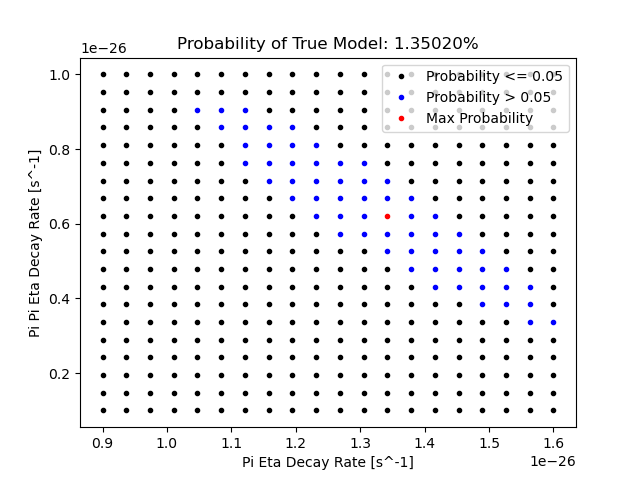 Probability of True Model: 1.35020%
1e−26
Probability <= 0.05
Probability > 0.05
Max Probability
1.0
0.8
0.6
0.4
0.2
Pi Pi Eta Decay Rate [s^-1]
0.9 1.0 1.1 1.2 1.3 1.4 1.5 1.6
Pi Eta Decay Rate [s^-1]
1e−26